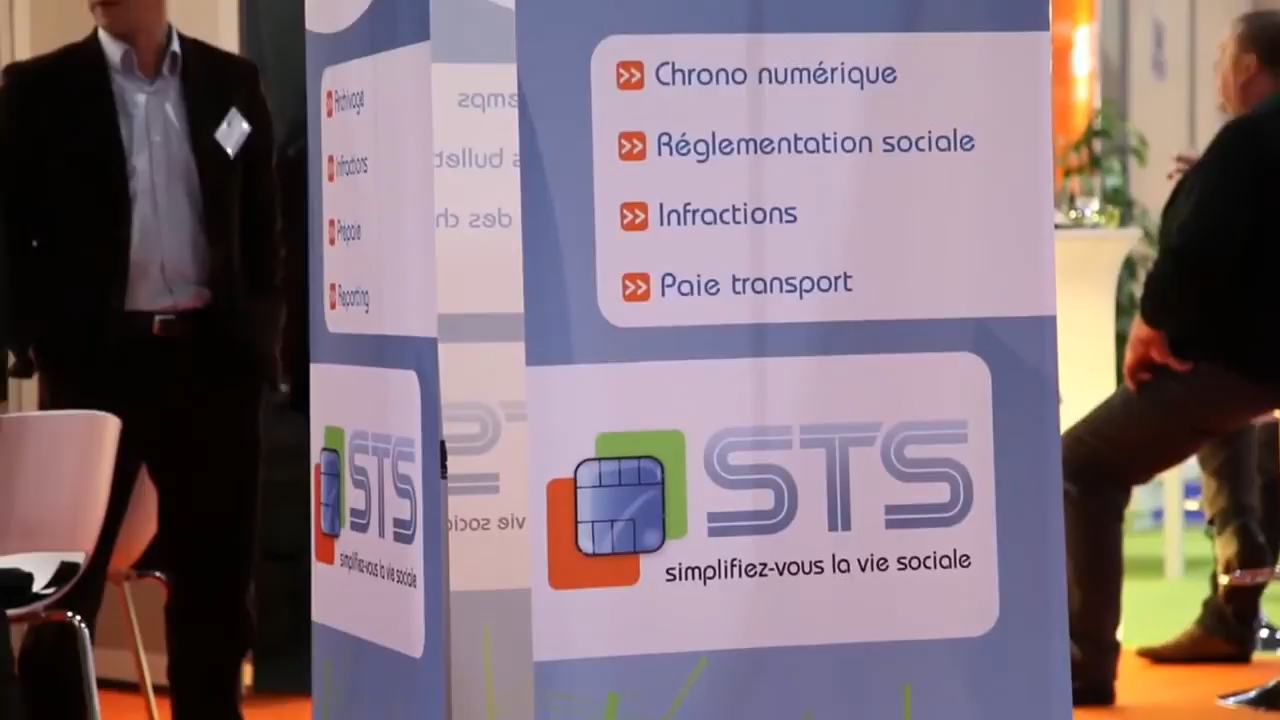 Archivage
Infractions
Prépaie
Reporting
STS
simplifiez-vous la vie sociale
Chrono numérique
Réglementation sociale
Infractions
Paie transport
STS
simplifiez-vous la vie sociale